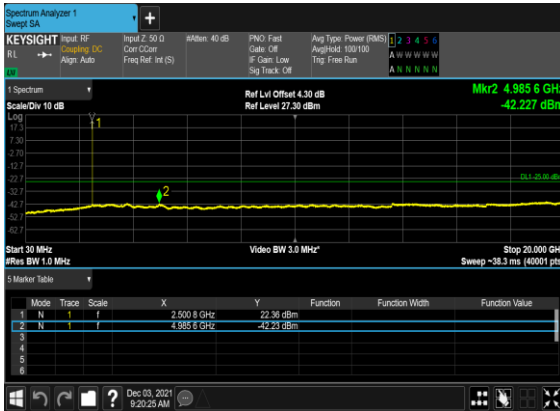 Spectrum Analyzer 1
Swept SA
+
KEYSIGHT Input: RF Input Z: 50 Ω #Atten: 40 dB PNO: Fast Avg Type: Power (RMS) 1 2 3 4 5 6
RL Coupling: DC Corr CCorr Gate: Off Avg|Hold: 100/100 A W W W W W
Align: Auto Freq Ref: Int (S) IF Gain: Low Trig: Free Run
Sig Track: Off A N N N N N
1 Spectrum Ref Lvl Offset 4.30 dB Mkr2 4.985 6 GHz
Scale/Div 10 dB Ref Level 27.30 dBm -42.227 dBm
Log
17.3
7.30
-2.70
-12.7
-22.7
-32.7
-42.7
-52.7
-62.7
1
2
DL1 -25.00 dBm
Start 30 MHz Video BW 3.0 MHz* Stop 20.000 GHz
#Res BW 1.0 MHz Sweep ~38.3 ms (40001 pts)
5 Marker Table
Mode Trace Scale X Y Function Function Width Function Value
1 N 1 f 2.500 8 GHz 22.36 dBm
2 N 1 f 4.985 6 GHz -42.23 dBm
3
4
5
6
? Dec 03, 2021
9:20:25 AM